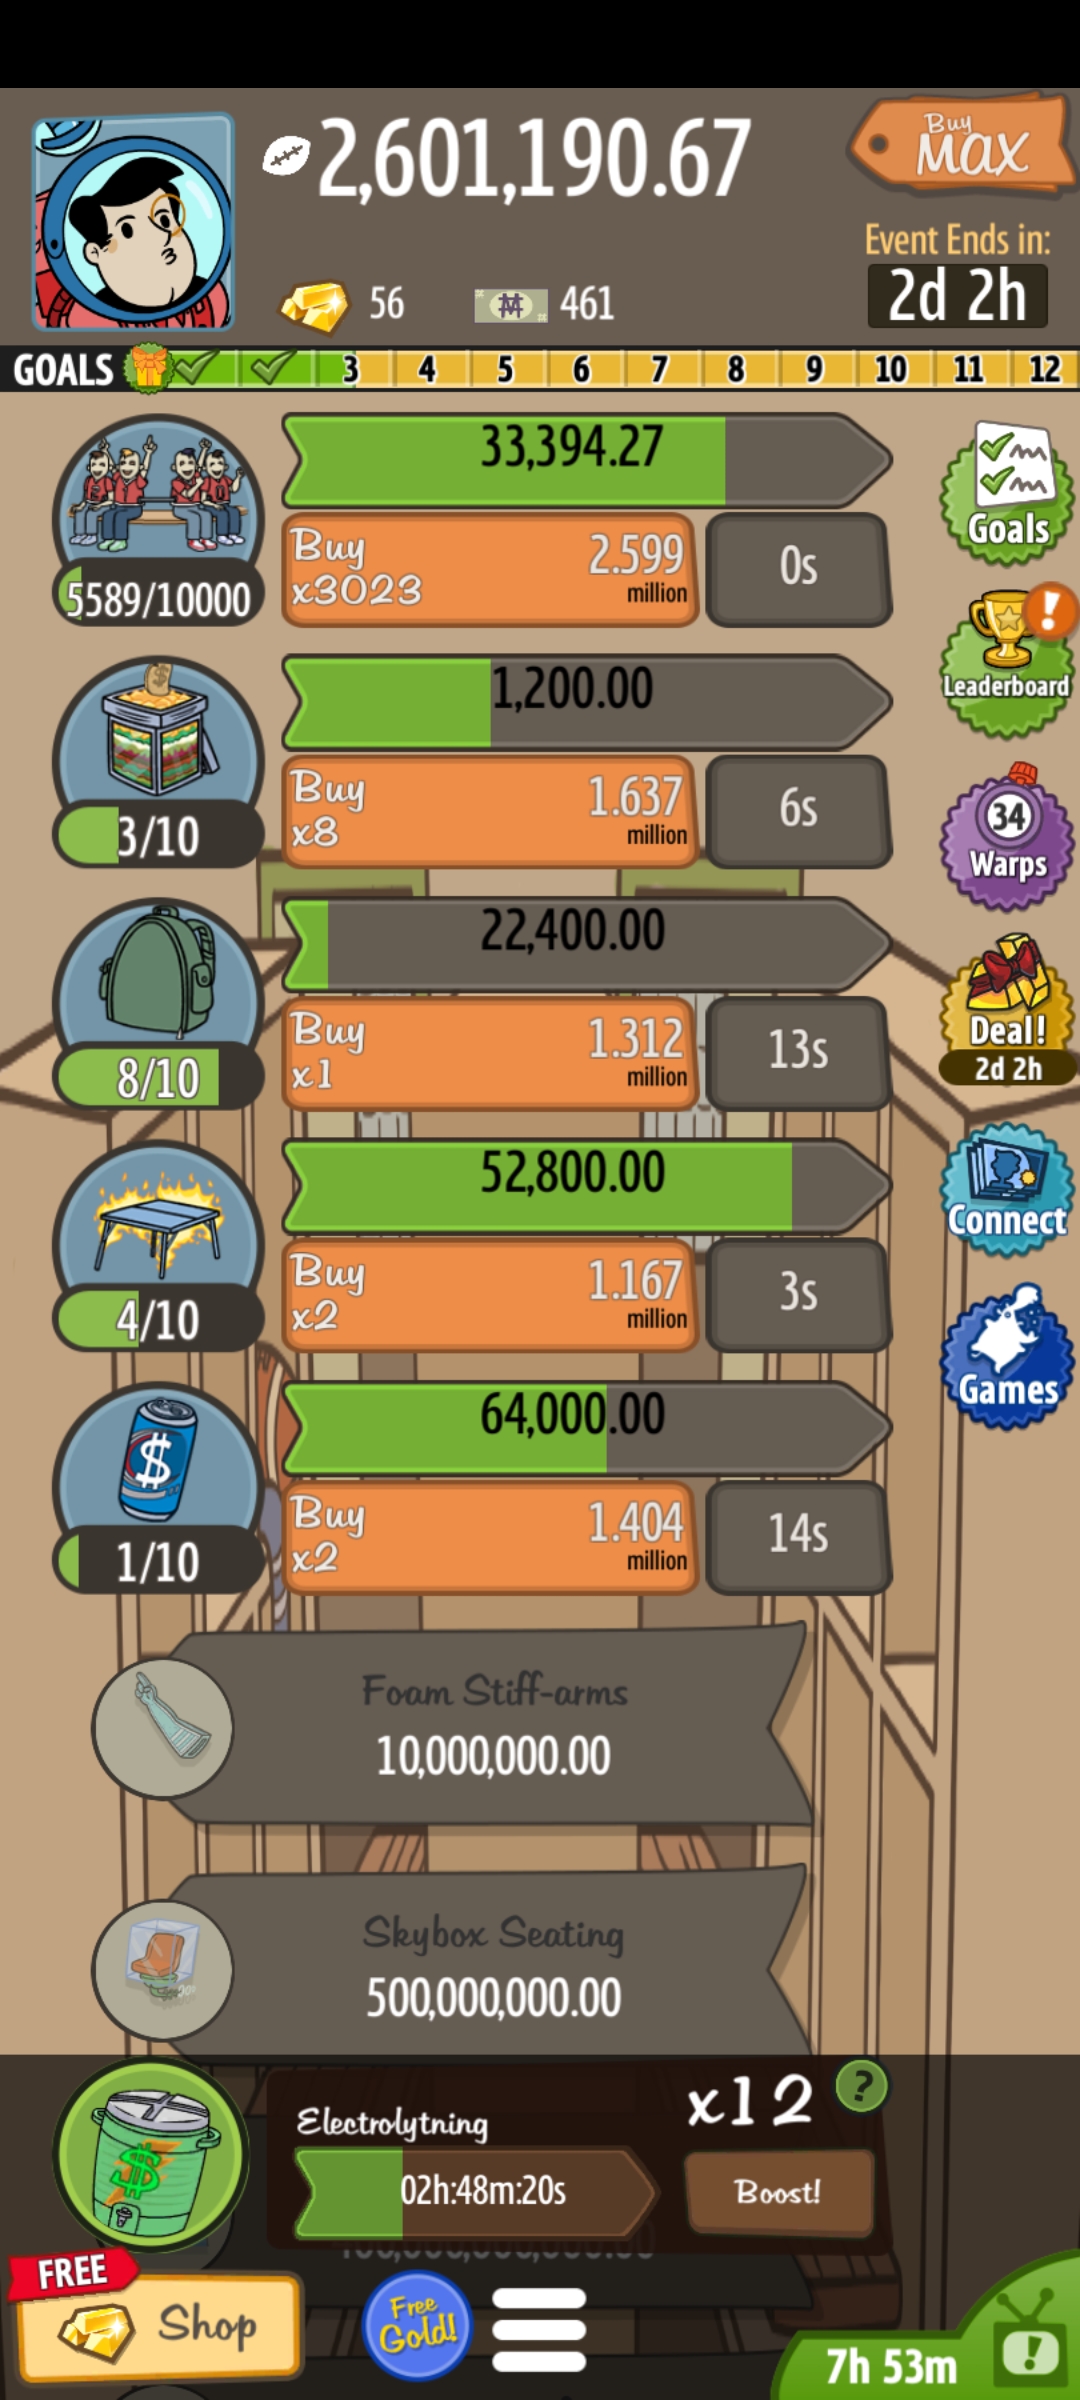 2,601,190.67
Buy
MAX
56
461
Event Ends in:
2d 2h
GOALS 3 4 5 6 7 8 9 10 11 12
33,394.27
Buy
x3023
2.599
million
0s
5589/10000
Goals
Leaderboard
1,200.00
Buy
x8
1.637
million
6s
3/10
34
Warps
22,400.00
Buy
x1
1.312
million
13s
8/10
Deal!
2d 2h
52,800.00
Buy
x2
1.167
million
3s
4/10
Connect
64,000.00
Buy
x2
1.404
million
14s
1/10
Games
Foam Stiff-arms
10,000,000.00
Skybox Seating
500,000,000.00
Electrolytning
x12
?
02h:48m:20s
Boost!
FREE
Shop
Free
Gold!
7h 53m